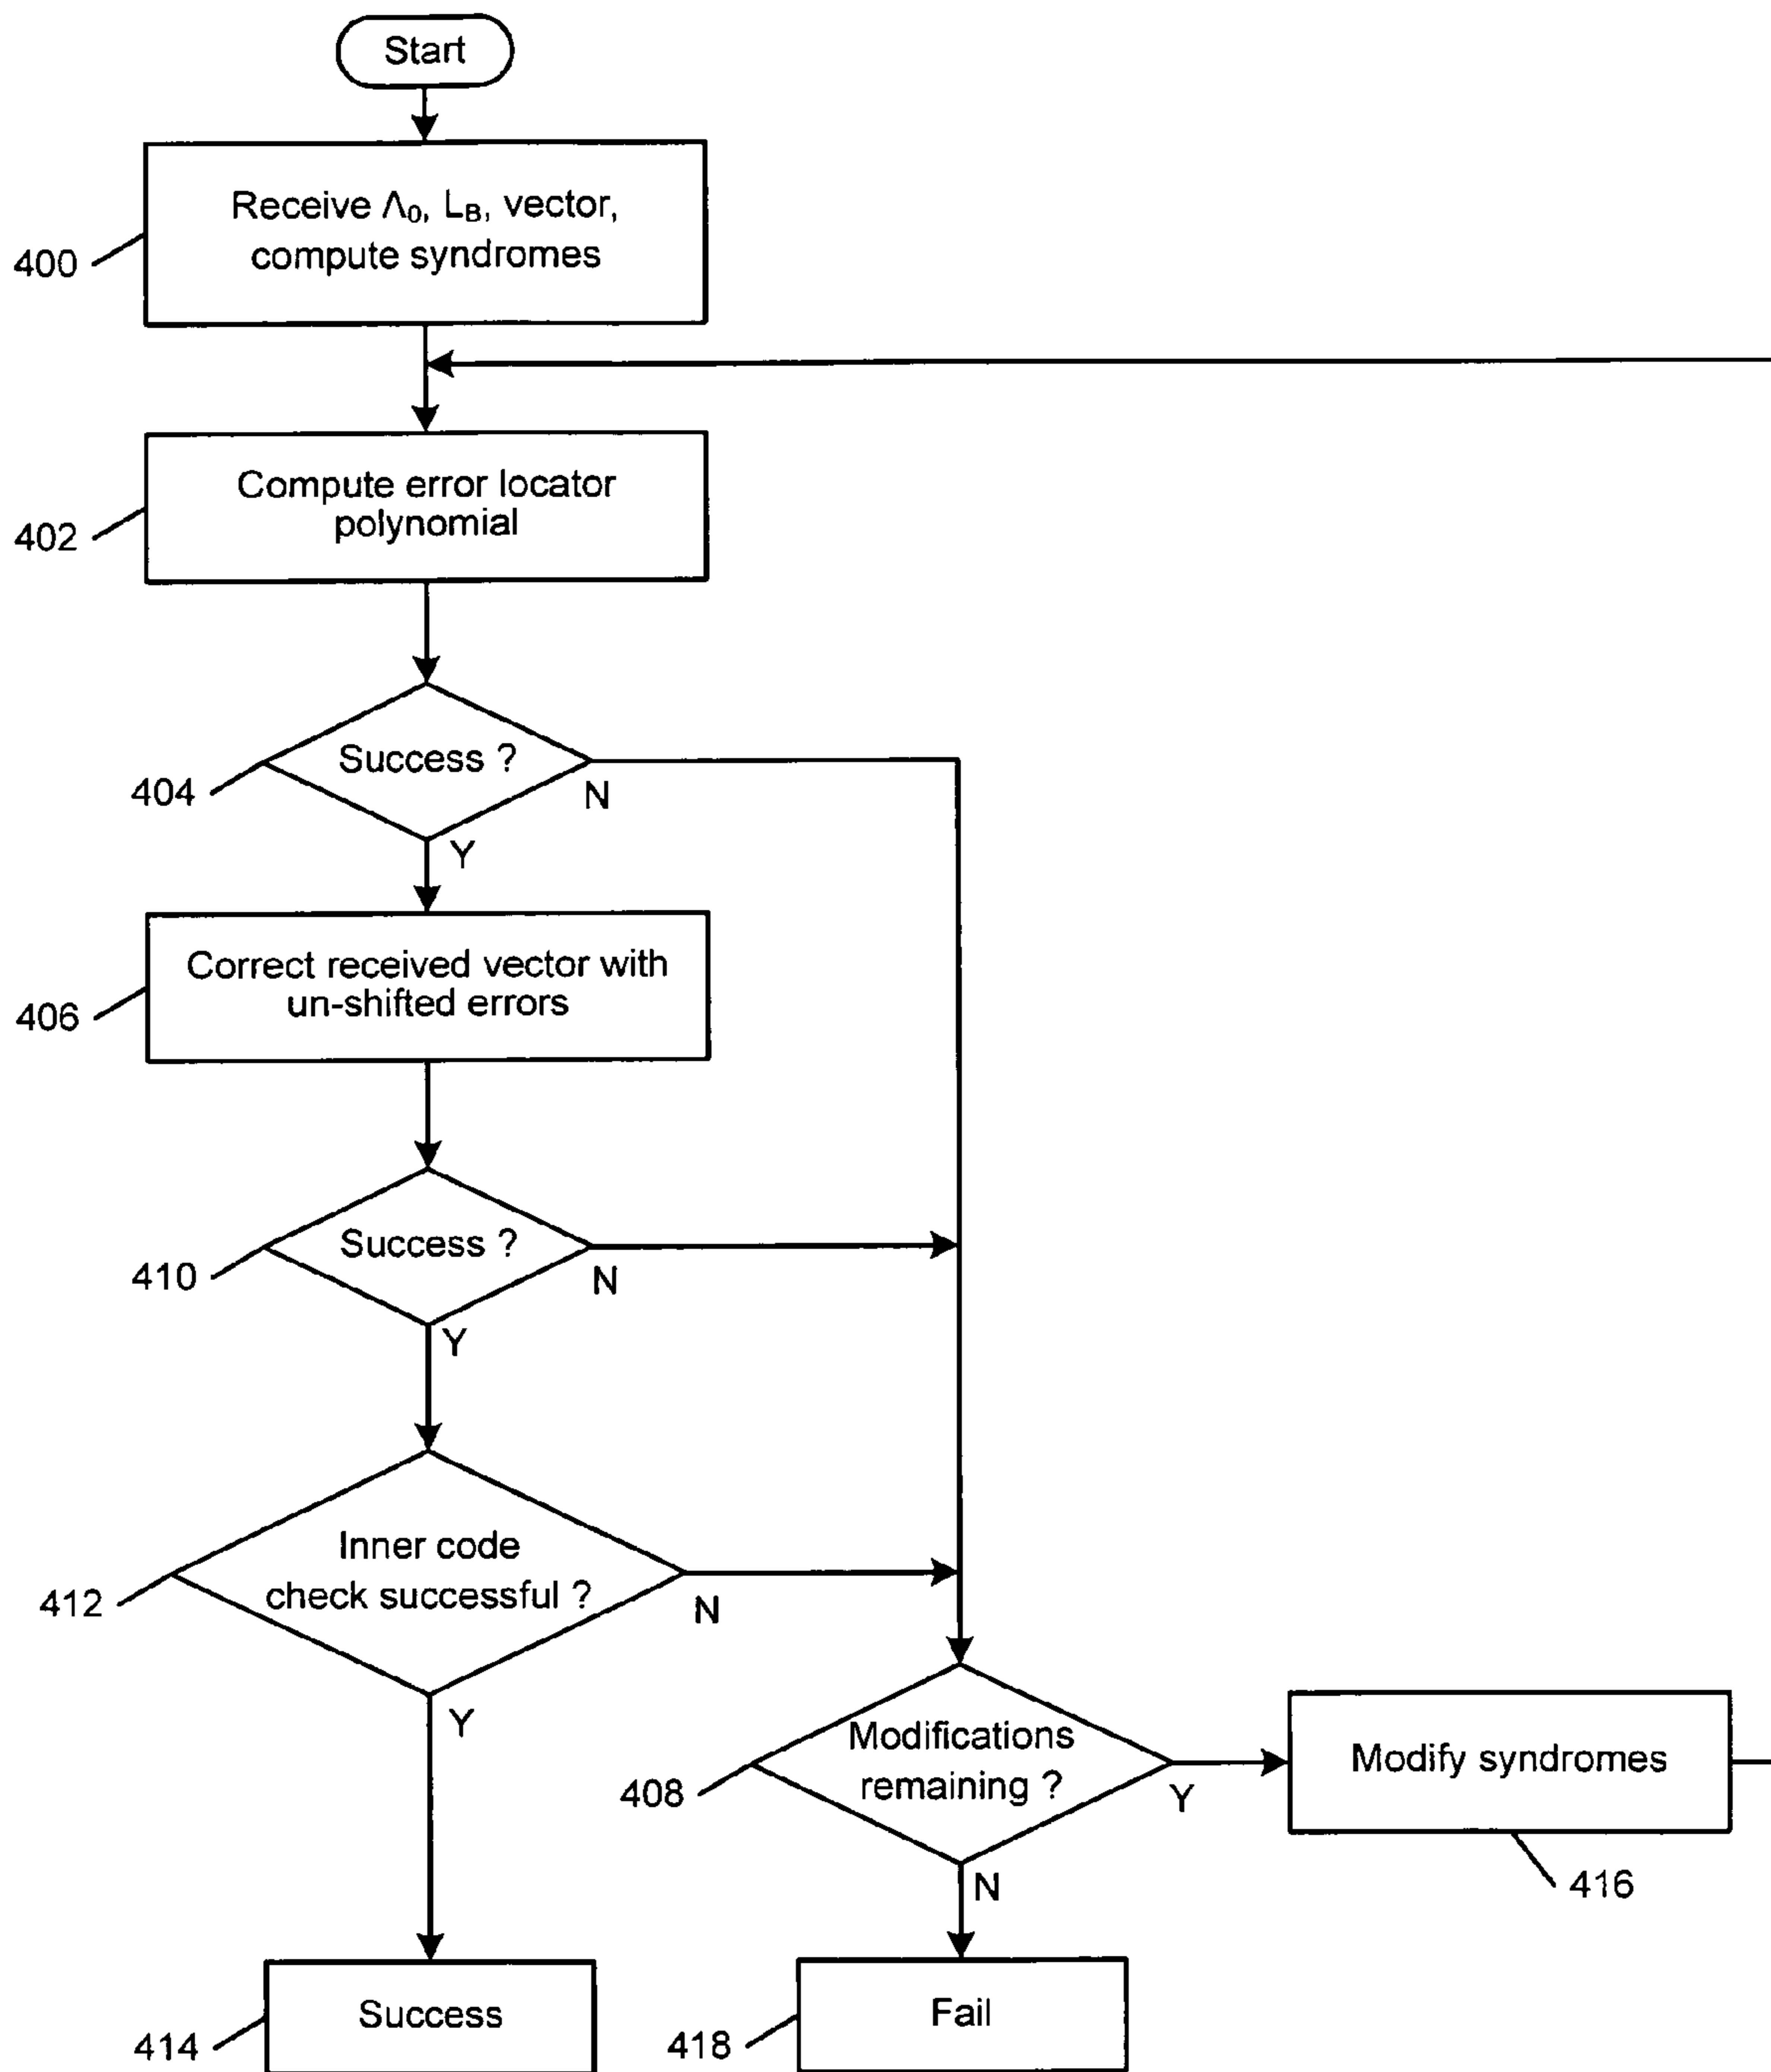 Start
Receive Λ₀, L_B, vector,
compute syndromes
400
Compute error locator
polynomial
402
Success ?
404
N
Y
Correct received vector with
un-shifted errors
406
Success ?
410
N
Y
Inner code
check successful ?
412
N
Y
Modifications
remaining ?
408
Y
Modify syndromes
416
N
Success
414
Fail
418